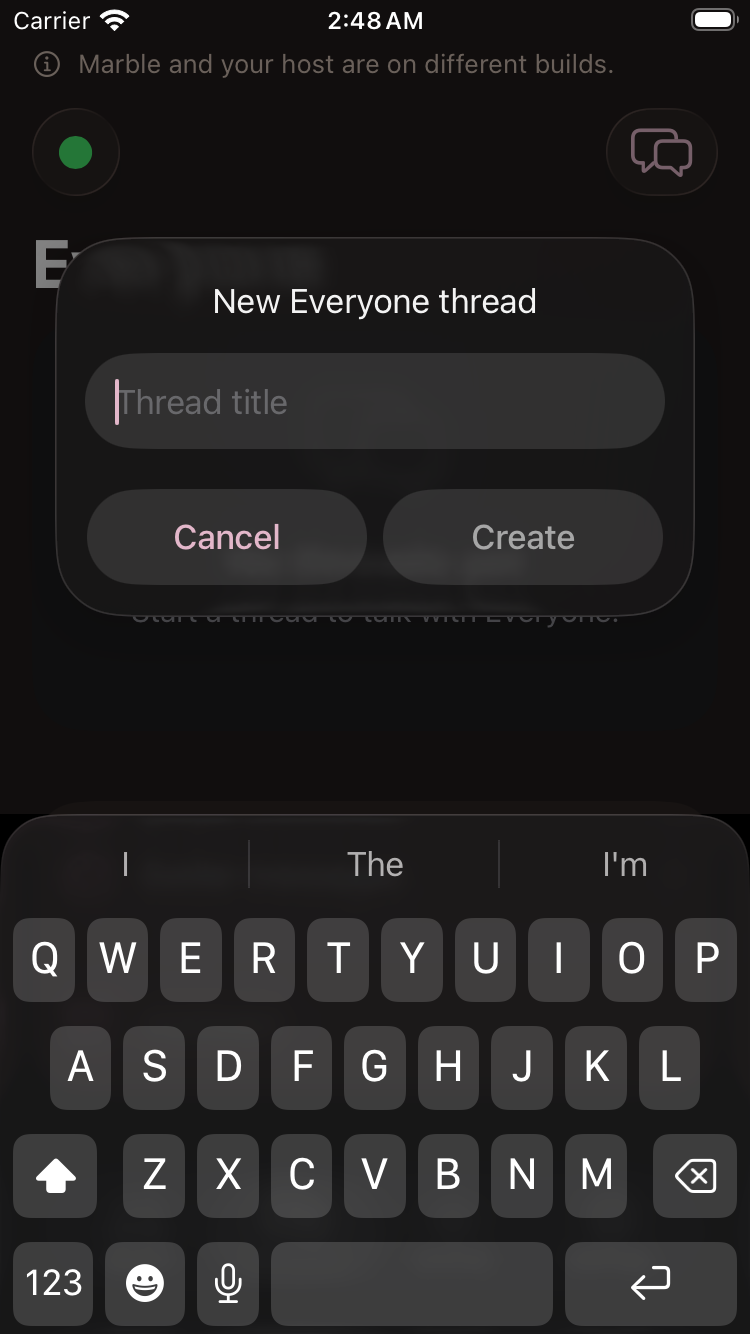 Carrier
2:48 AM
Marble and your host are on different builds.
New Everyone thread
Thread title
Cancel
Create
Start a thread to talk with Everyone.
I
The
I'm
Q W E R T Y U I O P
A S D F G H J K L
Z X C V B N M
123